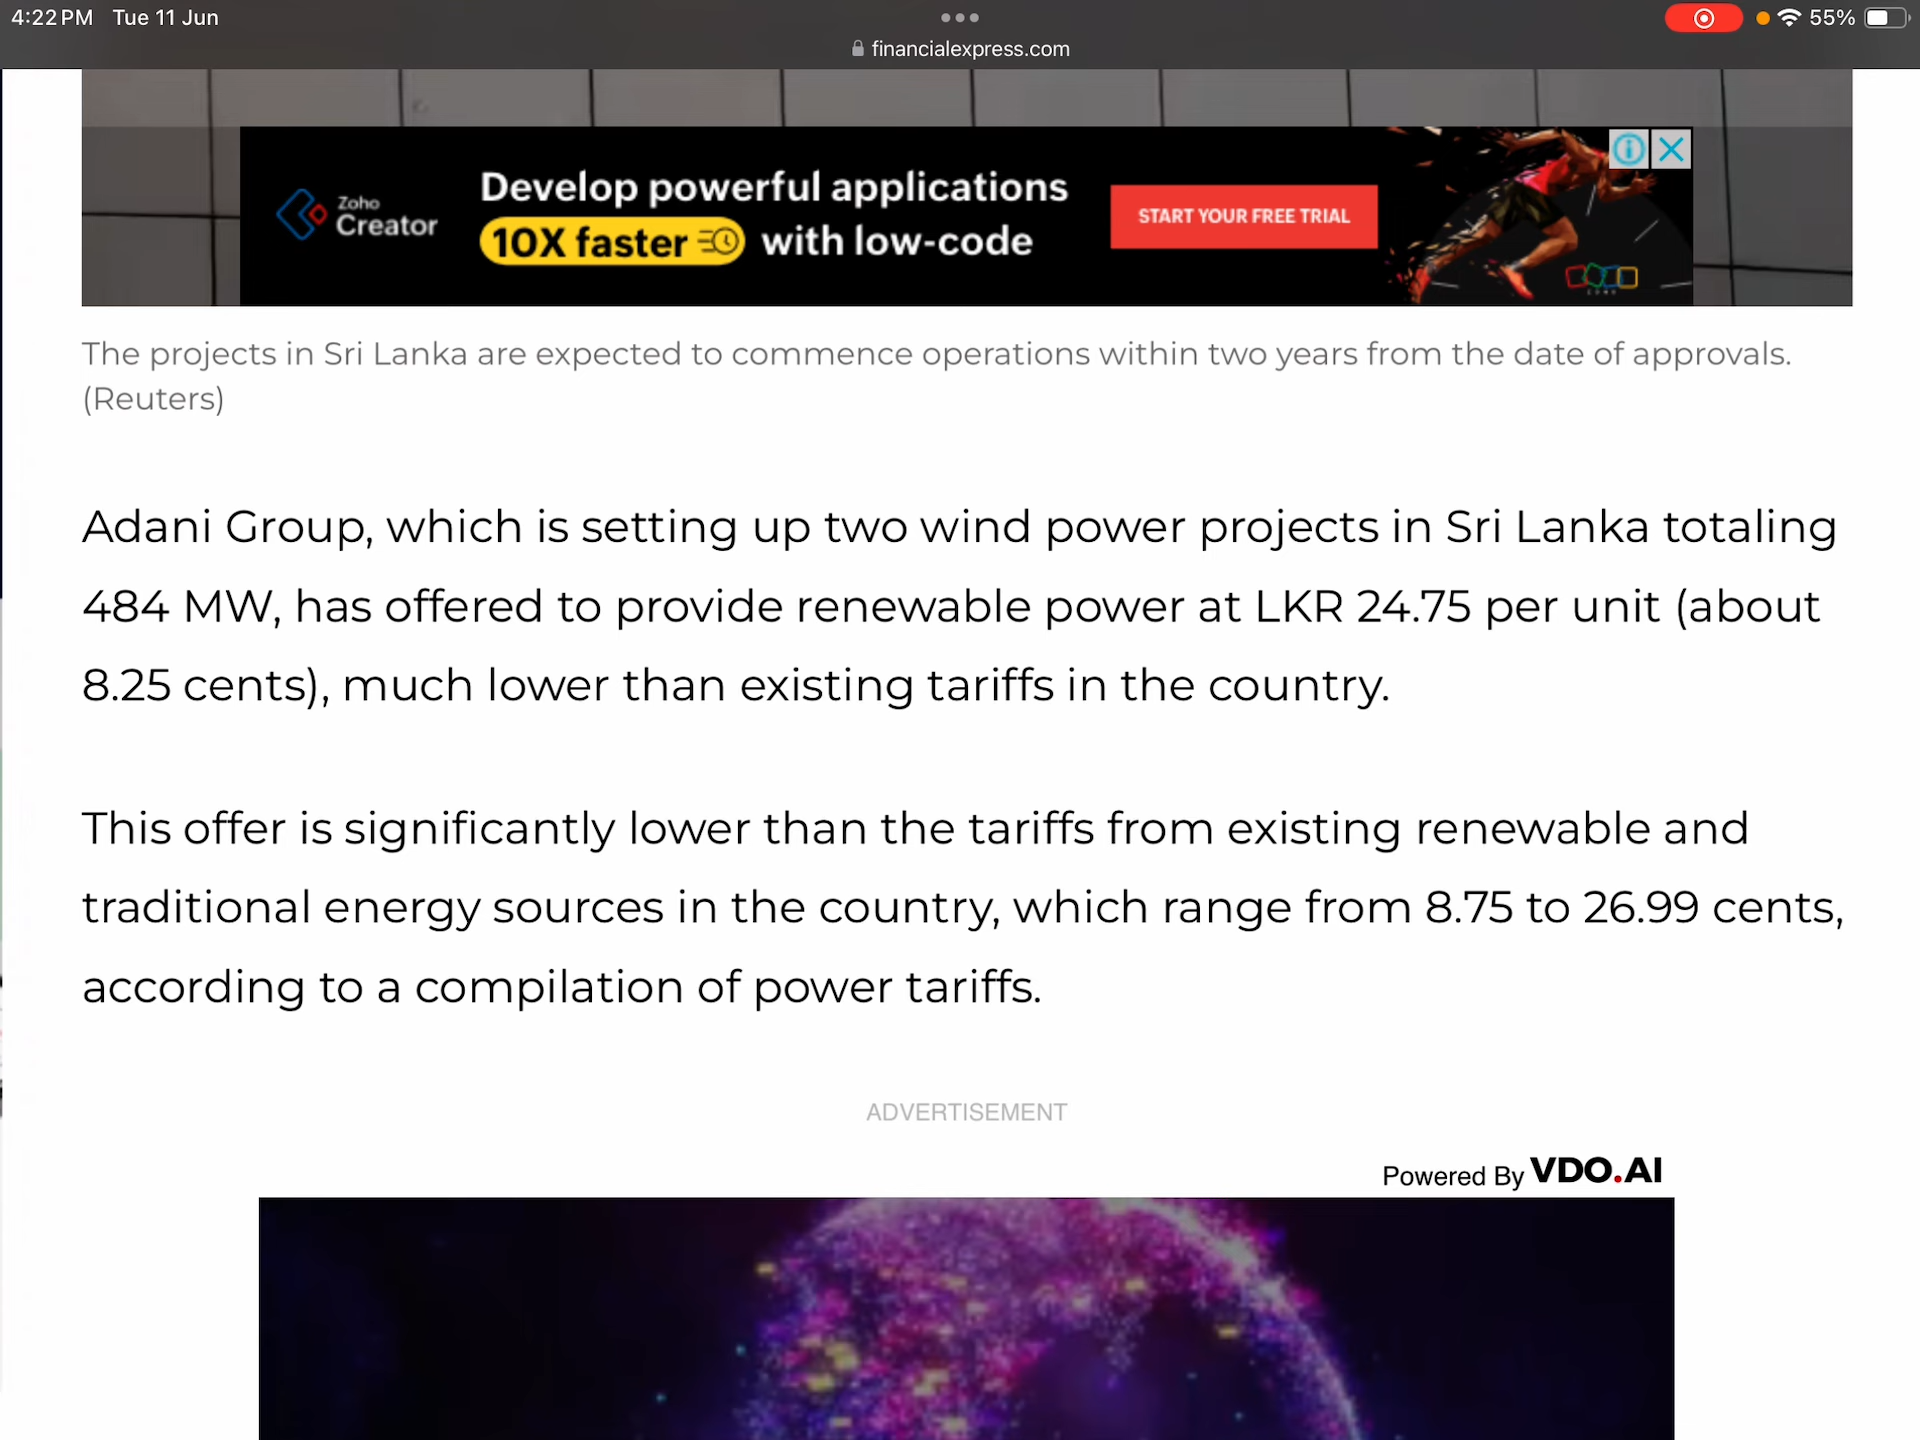 4:22 PM Tue 11 Jun
55%
financialexpress.com
Zoho
Creator
Develop powerful applications
10X faster with low-code
START YOUR FREE TRIAL
The projects in Sri Lanka are expected to commence operations within two years from the date of approvals.
(Reuters)
Adani Group, which is setting up two wind power projects in Sri Lanka totaling
484 MW, has offered to provide renewable power at LKR 24.75 per unit (about
8.25 cents), much lower than existing tariffs in the country.
This offer is significantly lower than the tariffs from existing renewable and
traditional energy sources in the country, which range from 8.75 to 26.99 cents,
according to a compilation of power tariffs.
ADVERTISEMENT
Powered By VDO.AI